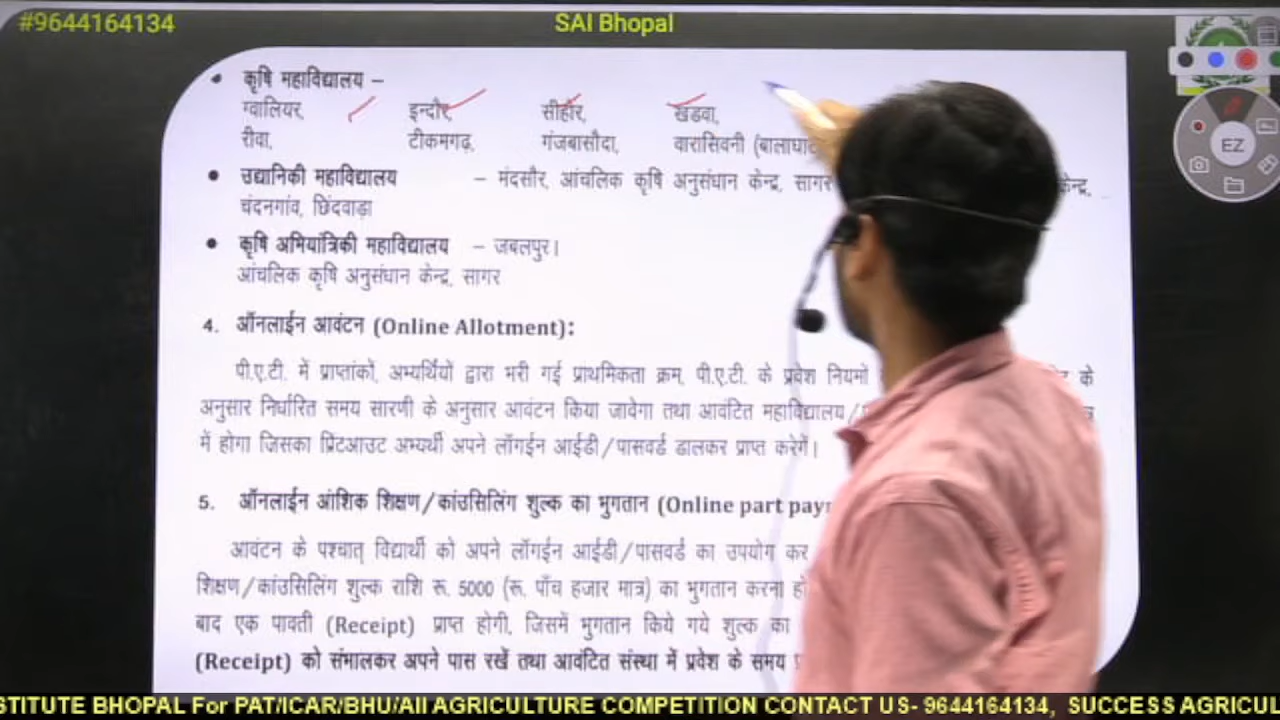 #9644164134
SAI Bhopal
• कृषि महाविद्यालय –
ग्वालियर, इन्दौर, सीहोर, खंडवा,
रीवा, टीकमगढ़, गंजबासौदा, वारासिवनी (बालाघाट
• उद्यानिकी महाविद्यालय – मंदसौर, आंचलिक कृषि अनुसंधान केन्द्र, सागर केन्द्र,
चंदनगांव, छिंदवाड़ा
• कृषि अभियांत्रिकी महाविद्यालय – जबलपुर।
आंचलिक कृषि अनुसंधान केन्द्र, सागर
4. ऑनलाईन आवंटन (Online Allotment):
पी.ए.टी. में प्राप्तांकों, अभ्यर्थियों द्वारा भरी गई प्राथमिकता क्रम, पी.ए.टी. के प्रवेश नियमों के
अनुसार निर्धारित समय सारणी के अनुसार आवंटन किया जावेगा तथा आवंटित महाविद्यालय/
में होगा जिसका प्रिंटआउट अभ्यर्थी अपने लॉगईन आईडी/पासवर्ड डालकर प्राप्त करेगें।
5. ऑनलाईन आंशिक शिक्षण/कांउसिलिंग शुल्क का भुगतान (Online part
आवंटन के पश्चात् विद्यार्थी को अपने लॉगईन आईडी/पासवर्ड का उपयोग कर
शिक्षण/कांउसिलिंग शुल्क राशि रू. 5000 (रू. पाँच हजार मात्र) का भुगतान करना
बाद एक पावती (Receipt) प्राप्त होगी, जिसमें भुगतान किये गये शुल्क का
(Receipt) को संभालकर अपने पास रखें तथा आवंटित संस्था में प्रवेश के समय
EZ
STITUTE BHOPAL For PAT/ICAR/BHU/All AGRICULTURE COMPETITION CONTACT US- 9644164134, SUCCESS AGRICUL